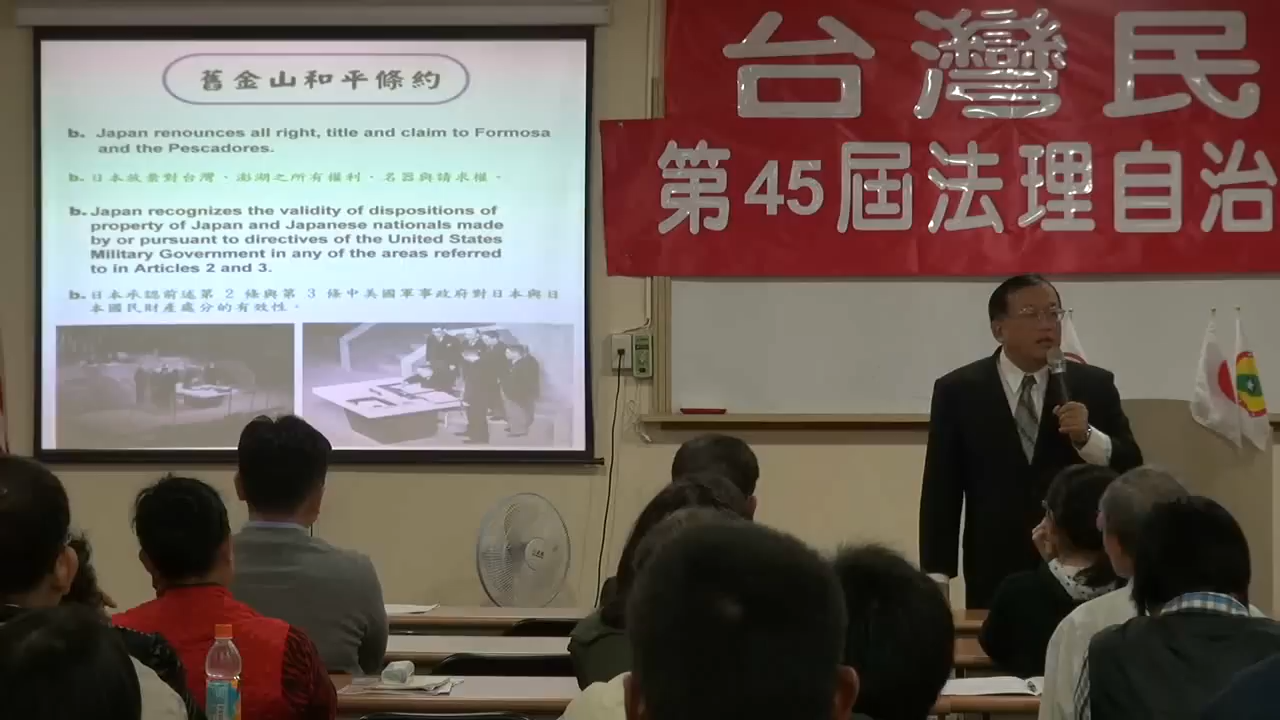 舊金山和平條約
b. Japan renounces all right, title and claim to Formosa
and the Pescadores.
b. 日本放棄對台灣、澎湖之所有權利、名器與請求權。
b. Japan recognizes the validity of dispositions of
property of Japan and Japanese nationals made
by or pursuant to directives of the United States
Military Government in any of the areas referred
to in Articles 2 and 3.
b. 日本承認前述第 2 條與第 3 條中美國軍事政府對日本與日
本國民財產處分的有效性。
台灣民
第45屆法理自治